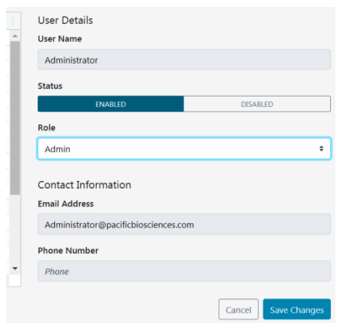 User Details
User Name
Administrator
Status
ENABLED DISABLED
Role
Admin
Contact Information
Email Address
Administrator@pacificbiosciences.com
Phone Number
Phone
Cancel Save Changes